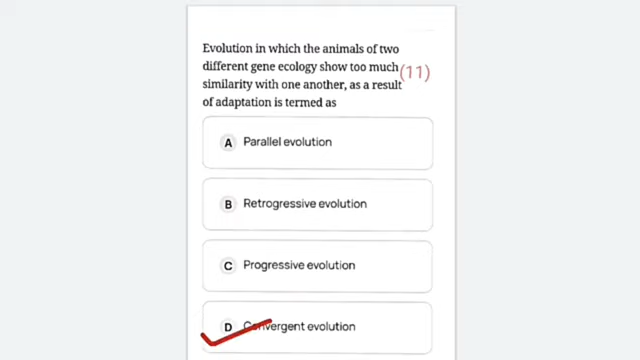 Evolution in which the animals of two
different gene ecology show too much (11)
similarity with one another, as a result
of adaptation is termed as
A Parallel evolution
B Retrogressive evolution
C Progressive evolution
D Convergent evolution